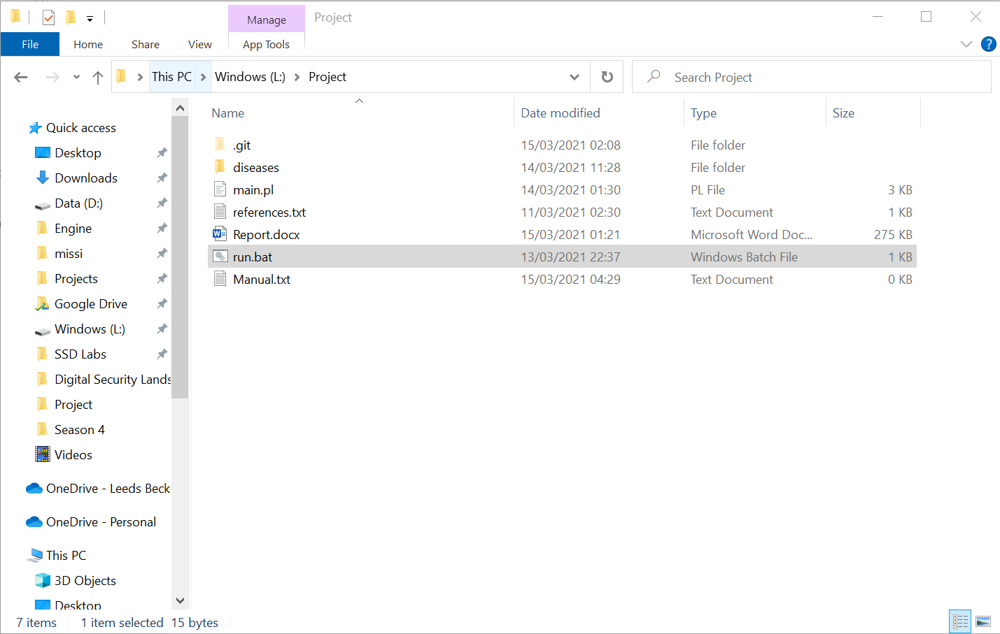 Manage
Project
File
Home
Share
View
App Tools
?
This PC
Windows (L:)
Project
Search Project
Name
Date modified
Type
Size
.git 15/03/2021 02:08 File folder
diseases 14/03/2021 11:28 File folder
main.pl 14/03/2021 01:30 PL File 3 KB
references.txt 11/03/2021 02:30 Text Document 1 KB
Report.docx 15/03/2021 01:21 Microsoft Word Doc... 275 KB
run.bat 13/03/2021 22:37 Windows Batch File 1 KB
Manual.txt 15/03/2021 04:29 Text Document 0 KB
Quick access
Desktop
Downloads
Data (D:)
Engine
missi
Projects
Google Drive
Windows (L:)
SSD Labs
Digital Security Lands
Project
Season 4
Videos
OneDrive - Leeds Beck
OneDrive - Personal
This PC
3D Objects
Desktop
7 items
1 item selected 15 bytes